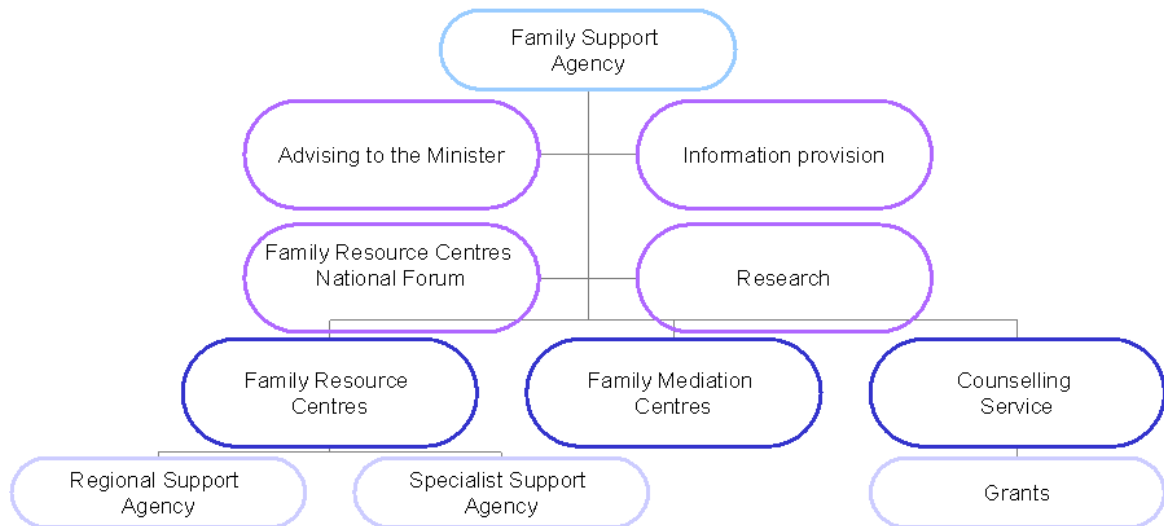 Family Support
Agency
Advising to the Minister
Information provision
Family Resource Centres
National Forum
Research
Family Resource
Centres
Family Mediation
Centres
Counselling
Service
Regional Support
Agency
Specialist Support
Agency
Grants